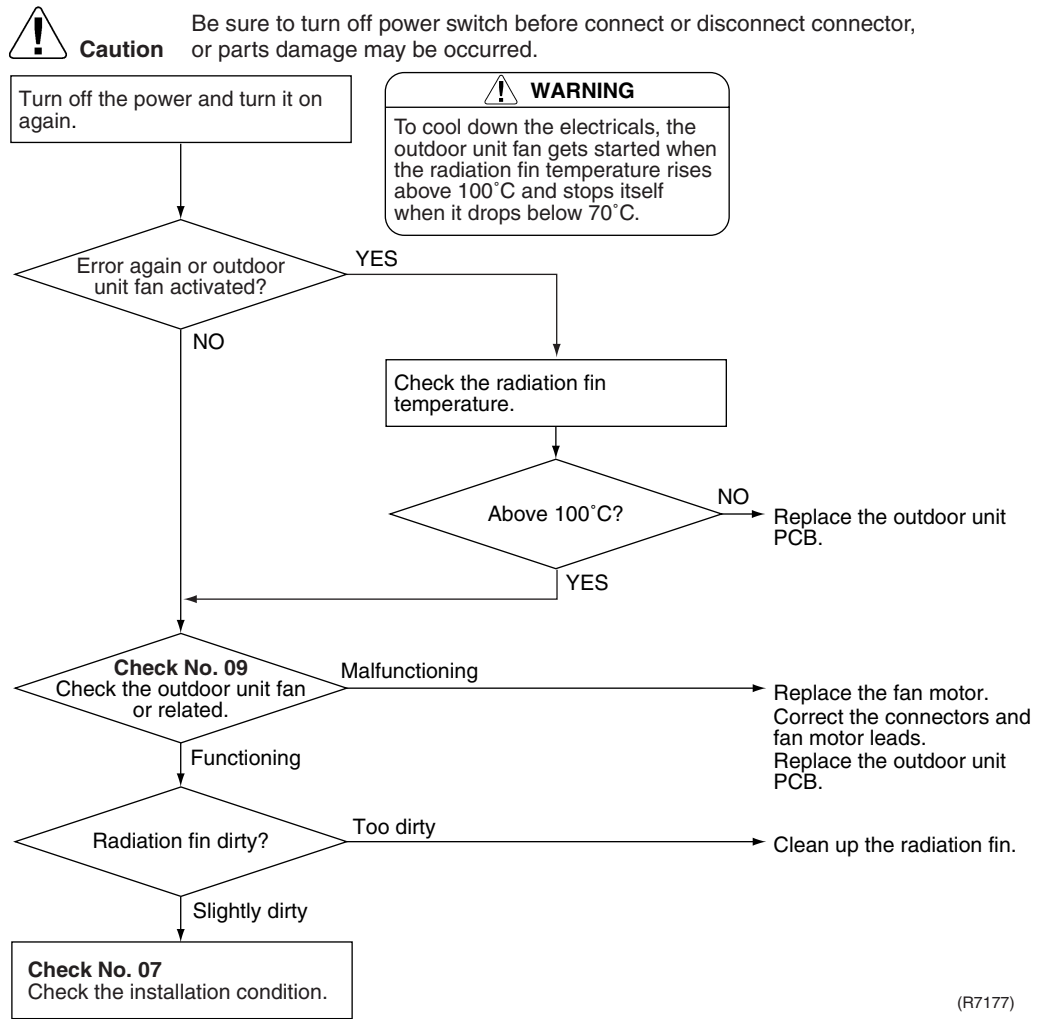 Be sure to turn off power switch before connect or disconnect connector,
Caution or parts damage may be occurred.
Turn off the power and turn it on
again.
WARNING
To cool down the electricals, the
outdoor unit fan gets started when
the radiation fin temperature rises
above 100˚C and stops itself
when it drops below 70˚C.
Error again or outdoor
unit fan activated?
YES
NO
Check the radiation fin
temperature.
Above 100˚C?
NO
Replace the outdoor unit
PCB.
YES
Check No. 09
Check the outdoor unit fan
or related.
Malfunctioning
Replace the fan motor.
Correct the connectors and
fan motor leads.
Replace the outdoor unit
PCB.
Functioning
Radiation fin dirty?
Too dirty
Clean up the radiation fin.
Slightly dirty
Check No. 07
Check the installation condition.
(R7177)